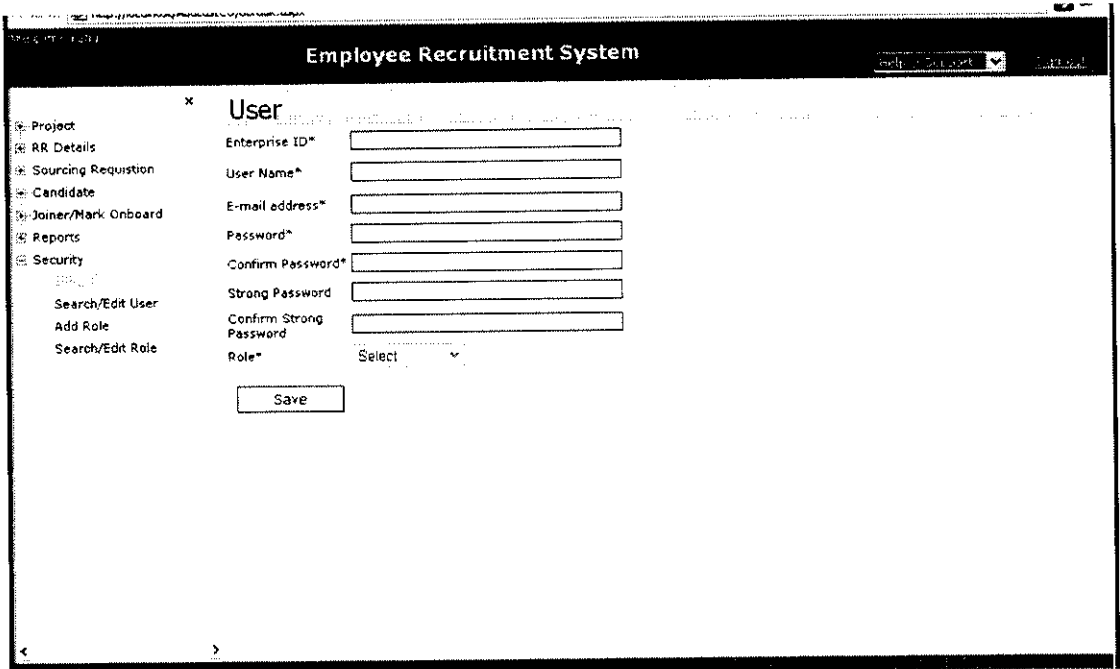 Employee Recruitment System
Help & Support
x
User
Project
RR Details
Sourcing Requistion
Candidate
Joiner/Mark Onboard
Reports
Security
Search/Edit User
Add Role
Search/Edit Role
Enterprise ID*
User Name*
E-mail address*
Password*
Confirm Password*
Strong Password
Confirm Strong
Password
Role*
Select
Save